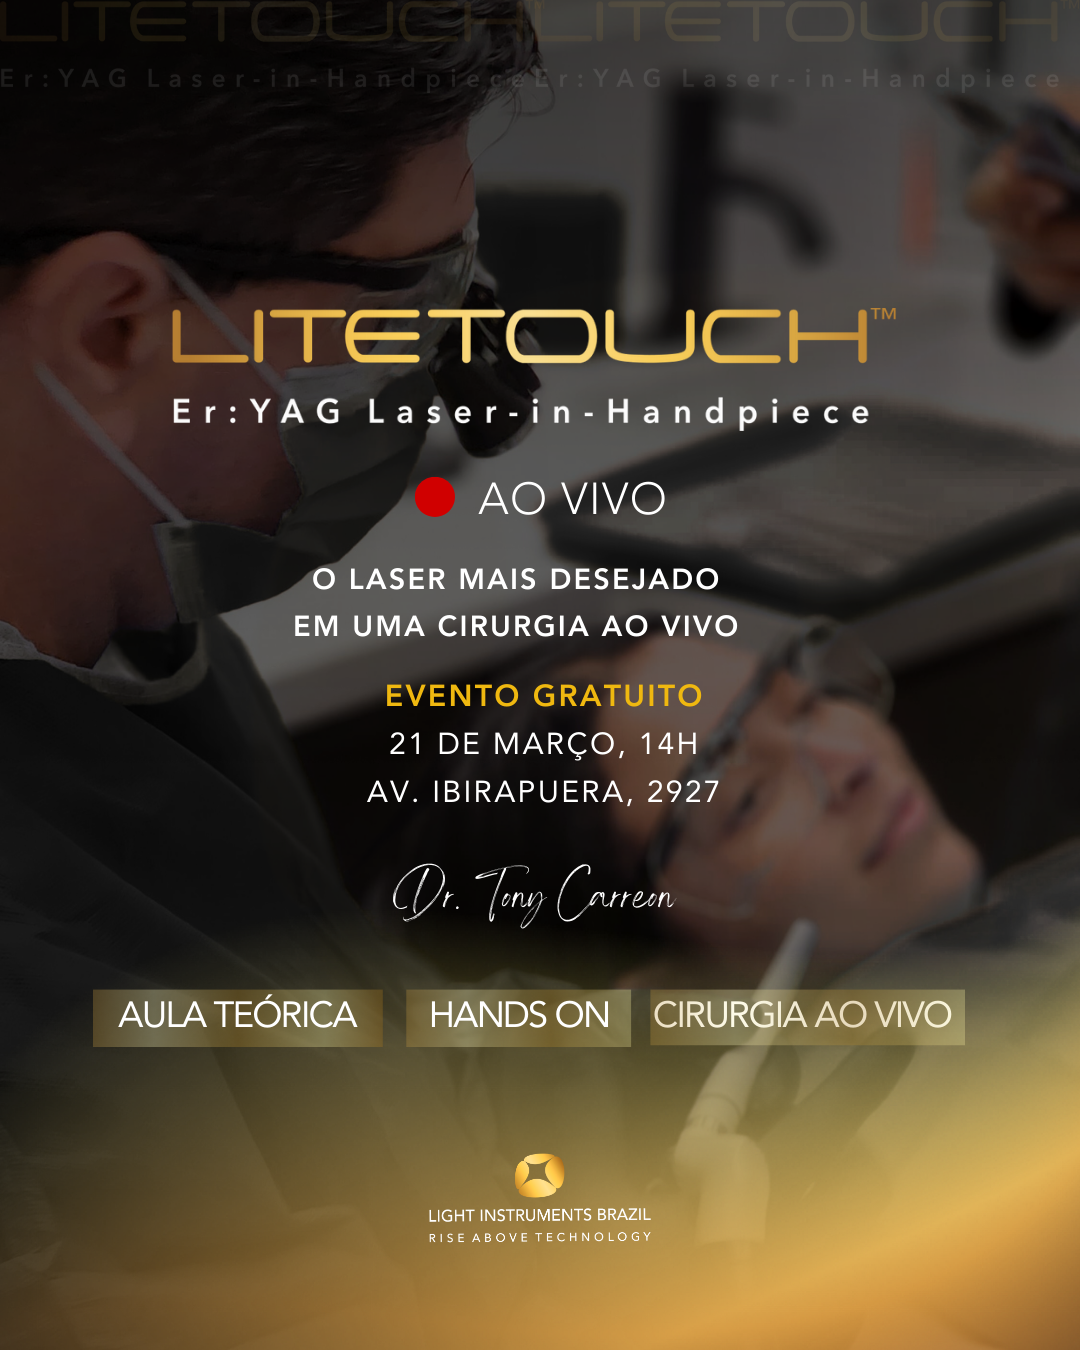 LITETOUCH LITETOUCH™
Er:YAG Laser-in-Handpiece Er:YAG Laser-in-Handpiece
LITETOUCH™
Er:YAG Laser-in-Handpiece
AO VIVO
O LASER MAIS DESEJADO
EM UMA CIRURGIA AO VIVO
EVENTO GRATUITO
21 DE MARÇO, 14H
AV. IBIRAPUERA, 2927
Dr. Tony Carreon
AULA TEÓRICA HANDS ON CIRURGIA AO VIVO
LIGHT INSTRUMENTS BRAZIL
RISE ABOVE TECHNOLOGY